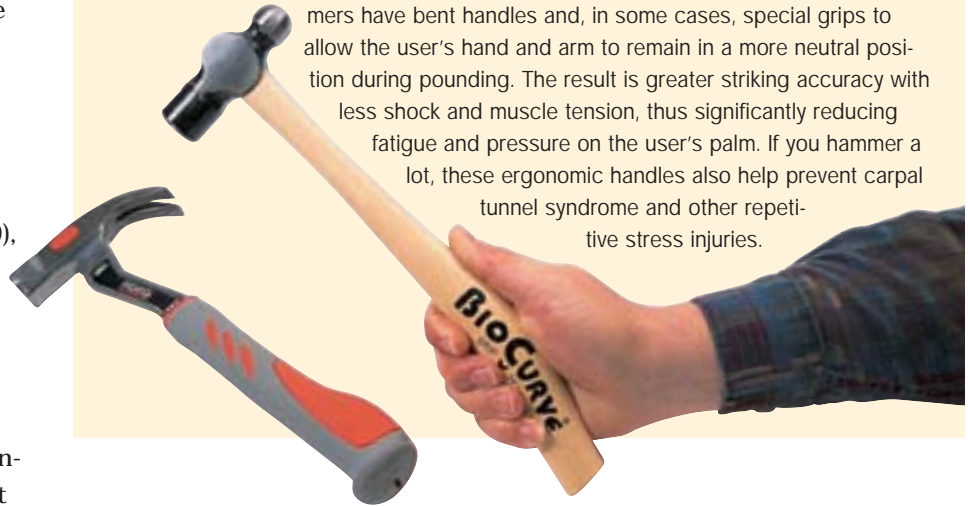 e
mers have bent handles and, in some cases, special grips to
allow the user's hand and arm to remain in a more neutral posi-
tion during pounding. The result is greater striking accuracy with
less shock and muscle tension, thus significantly reducing
fatigue and pressure on the user's palm. If you hammer a
lot, these ergonomic handles also help prevent carpal
tunnel syndrome and other repeti-
tive stress injuries.
),
BIOCURVE
n-
t